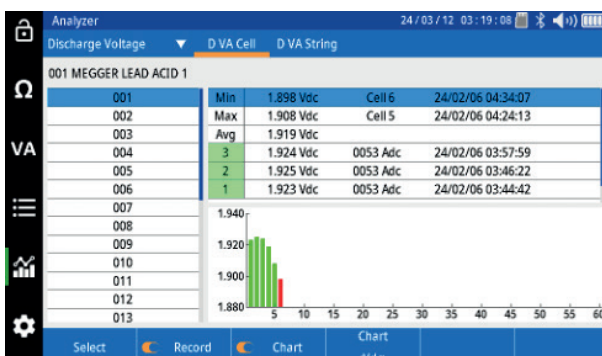 Analyzer 24/03/12 03:19:08
Discharge Voltage ▼ D VA Cell D VA String
001 MEGGER LEAD ACID 1
Ω
VA
001
002
003
004
005
006
007
008
009
010
011
012
013
Min 1.898 Vdc Cell 6 24/02/06 04:34:07
Max 1.908 Vdc Cell 5 24/02/06 04:24:13
Avg 1.919 Vdc
3 1.924 Vdc 0053 Adc 24/02/06 03:57:59
2 1.925 Vdc 0053 Adc 24/02/06 03:46:22
1 1.923 Vdc 0053 Adc 24/02/06 03:44:42
1.940
1.920
1.900
1.880
5 10 15 20 25 30 35 40 45 50 55 60
Select Record Chart Chart